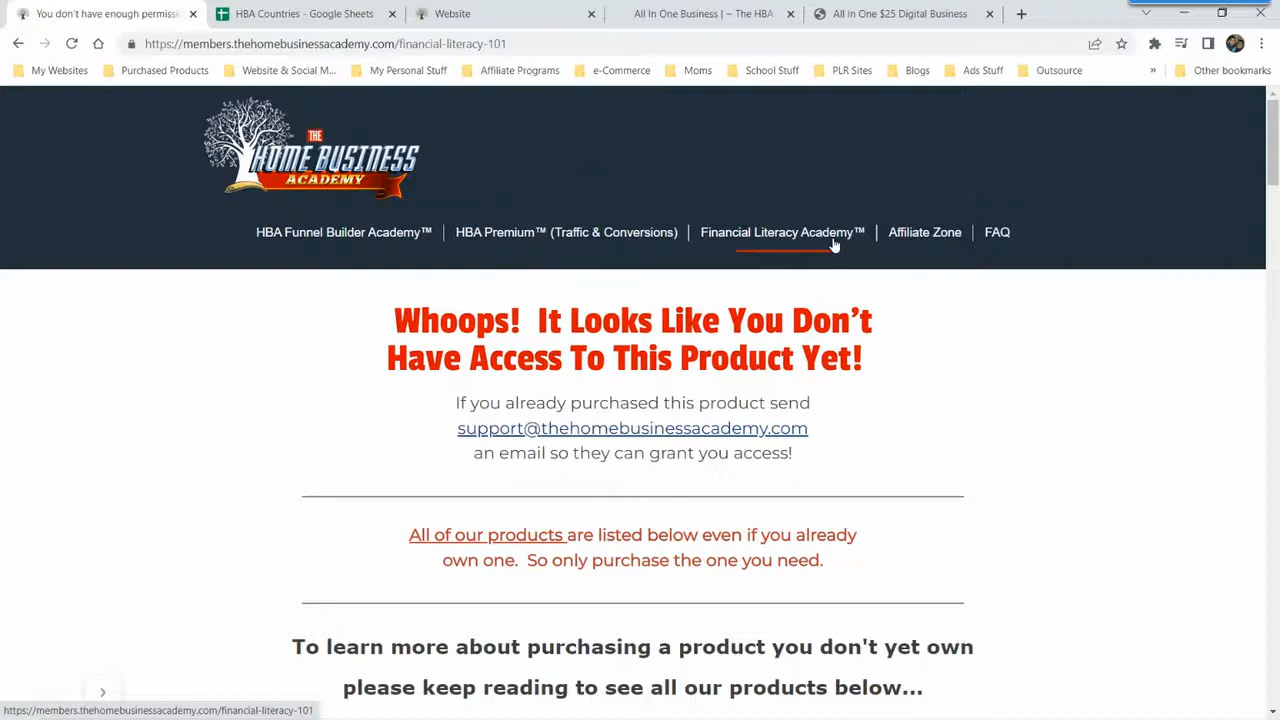 You don't have enough permissi
HBA Countries - Google Sheets
Website
All In One Business | ~ The HBA
All In One $25 Digital Business
https://members.thehomebusinessacademy.com/financial-literacy-101
My Websites
Purchased Products
Website & Social M...
My Personal Stuff
Affiliate Programs
e-Commerce
Moms
School Stuff
PLR Sites
Blogs
Ads Stuff
Outsource
Other bookmarks
THE
HOME BUSINESS
ACADEMY
HBA Funnel Builder Academy™
HBA Premium™ (Traffic & Conversions)
Financial Literacy Academy™
Affiliate Zone
FAQ
Whoops! It Looks Like You Don't
Have Access To This Product Yet!
If you already purchased this product send
support@thehomebusinessacademy.com
an email so they can grant you access!
All of our products are listed below even if you already
own one. So only purchase the one you need.
To learn more about purchasing a product you don't yet own
please keep reading to see all our products below...
https://members.thehomebusinessacademy.com/financial-literacy-101